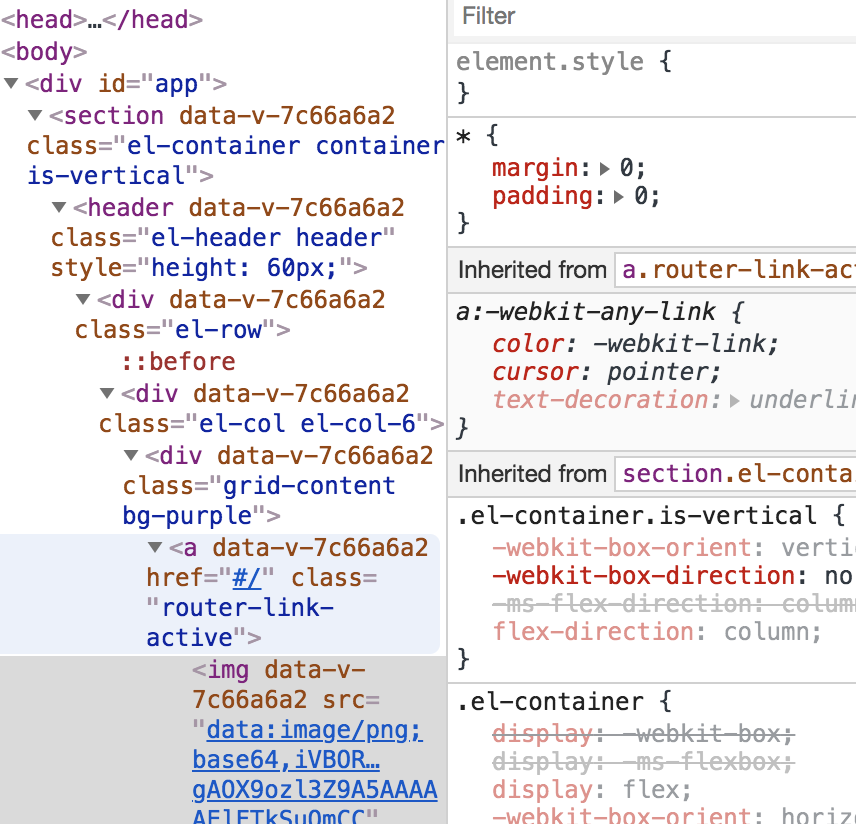 <head>…</head>
<body>
<div id="app">
<section data-v-7c66a6a2
class="el-container container
is-vertical">
<header data-v-7c66a6a2
class="el-header header"
style="height: 60px;">
<div data-v-7c66a6a2
class="el-row">
::before
<div data-v-7c66a6a2
class="el-col el-col-6">
<div data-v-7c66a6a2
class="grid-content
bg-purple">
<a data-v-7c66a6a2
href="#/" class=
"router-link-
active">
<img data-v-
7c66a6a2 src=
"data:image/png;
base64,iVBOR…
gAOX9ozl3Z9A5AAAA
AElFTkSuQmCC"
Filter
element.style {
}
* {
margin: 0;
padding: 0;
}
Inherited from a.router-link-act
a:-webkit-any-link {
color: -webkit-link;
cursor: pointer;
text-decoration: underlin
}
Inherited from section.el-conta
.el-container.is-vertical {
-webkit-box-orient: vertic
-webkit-box-direction: no
-ms-flex-direction: colum
flex-direction: column;
}
.el-container {
display: -webkit-box;
display: -ms-flexbox;
display: flex;
-webkit-box-orient: horiz